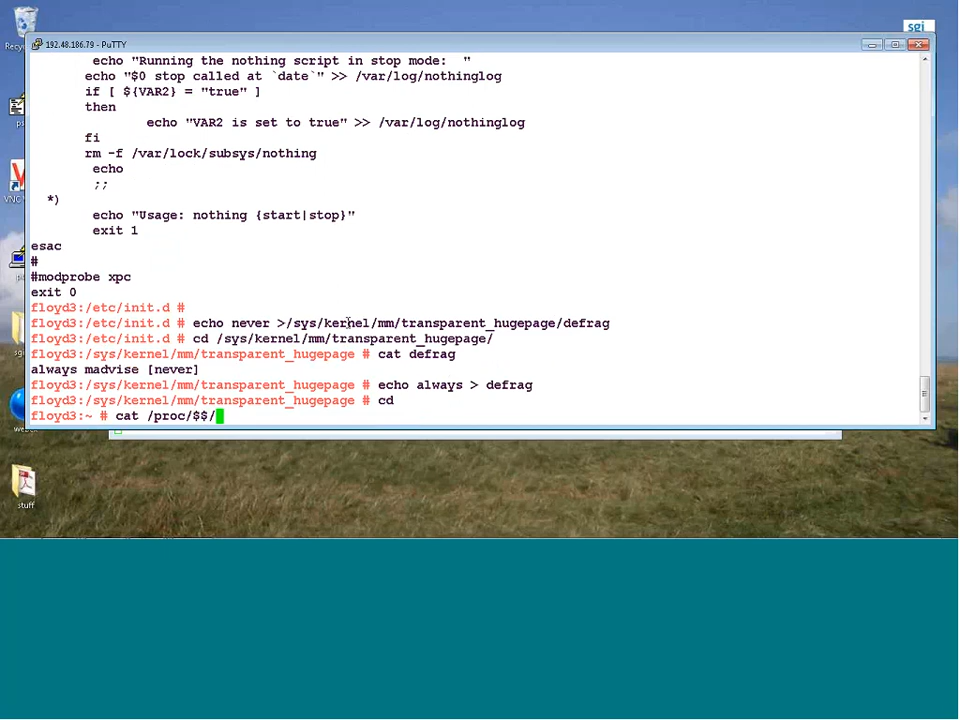 sgi
Recy
192.48.186.79 - PuTTY
echo "Running the nothing script in stop mode:  "
echo "$0 stop called at `date`" >> /var/log/nothinglog
if [ ${VAR2} = "true" ]
then
echo "VAR2 is set to true" >> /var/log/nothinglog
fi
rm -f /var/lock/subsys/nothing
echo
;;
*)
echo "Usage: nothing {start|stop}"
exit 1
esac
#
#modprobe xpc
exit 0
floyd3:/etc/init.d #
floyd3:/etc/init.d # echo never >/sys/kernel/mm/transparent_hugepage/defrag
floyd3:/etc/init.d # cd /sys/kernel/mm/transparent_hugepage/
floyd3:/sys/kernel/mm/transparent_hugepage # cat defrag
always madvise [never]
floyd3:/sys/kernel/mm/transparent_hugepage # echo always > defrag
floyd3:/sys/kernel/mm/transparent_hugepage # cd
floyd3:~ # cat /proc/$$/
VNC
stuff